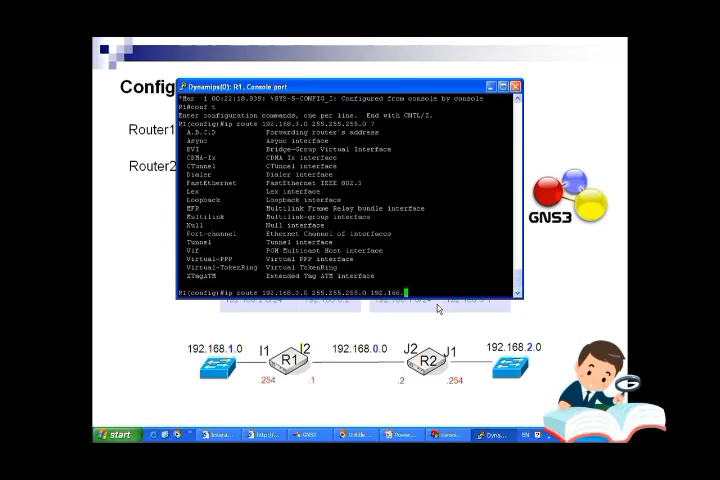 Config
Router1
Router2
Dynamips(0): R1, Console port
*Mar  1 00:22:18.839: %SYS-5-CONFIG_I: Configured from console by console
R1#conf t
Enter configuration commands, one per line.  End with CNTL/Z.
R1(config)#ip route 192.168.3.0 255.255.255.0 ?
A.B.C.D Forwarding router's address
Async Async interface
BVI Bridge-Group Virtual Interface
CDMA-Ix CDMA Ix interface
CTunnel CTunnel interface
Dialer Dialer interface
FastEthernet FastEthernet IEEE 802.3
Lex Lex interface
Loopback Loopback interface
MFR Multilink Frame Relay bundle interface
Multilink Multilink-group interface
Null Null interface
Port-channel Ethernet Channel of interfaces
Tunnel Tunnel interface
Vif PGM Multicast Host interface
Virtual-PPP Virtual PPP interface
Virtual-TokenRing Virtual TokenRing
XTagATM Extended Tag ATM interface
R1(config)#ip route 192.168.3.0 255.255.255.0 192.168.
GNS3
192.168.1.0 I1 I2 192.168.0.0 J2 J1 192.168.2.0
R1 R2
.254 .1 .2 .254
start GNS3 Untitle... Power... Dyna... EN